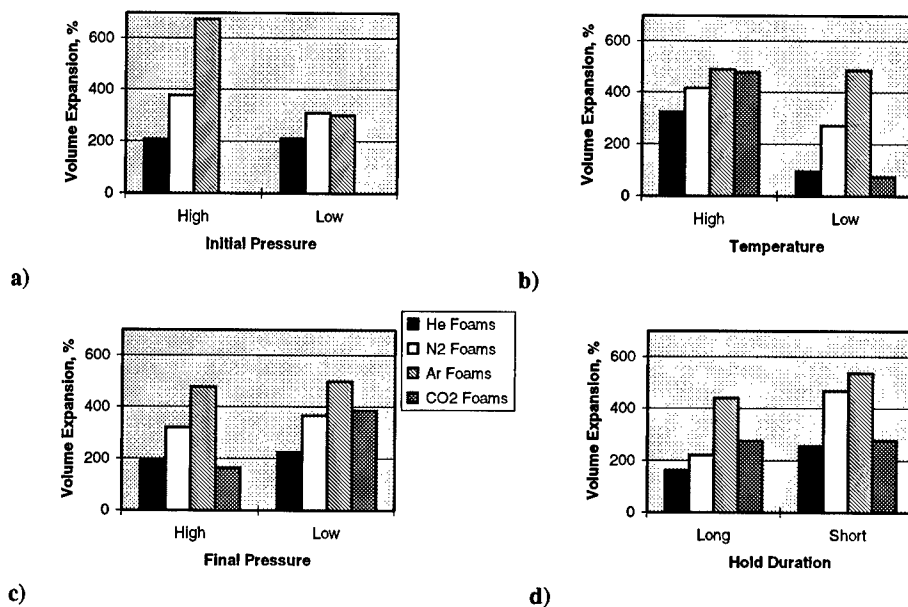 Volume Expansion, %
600
400
200
0
High Low
Initial Pressure
a)
Volume Expansion, %
600
400
200
0
High Low
Temperature
b)
He Foams
N2 Foams
Ar Foams
CO2 Foams
Volume Expansion, %
600
400
200
0
High Low
Final Pressure
c)
Volume Expansion, %
600
400
200
0
Long Short
Hold Duration
d)